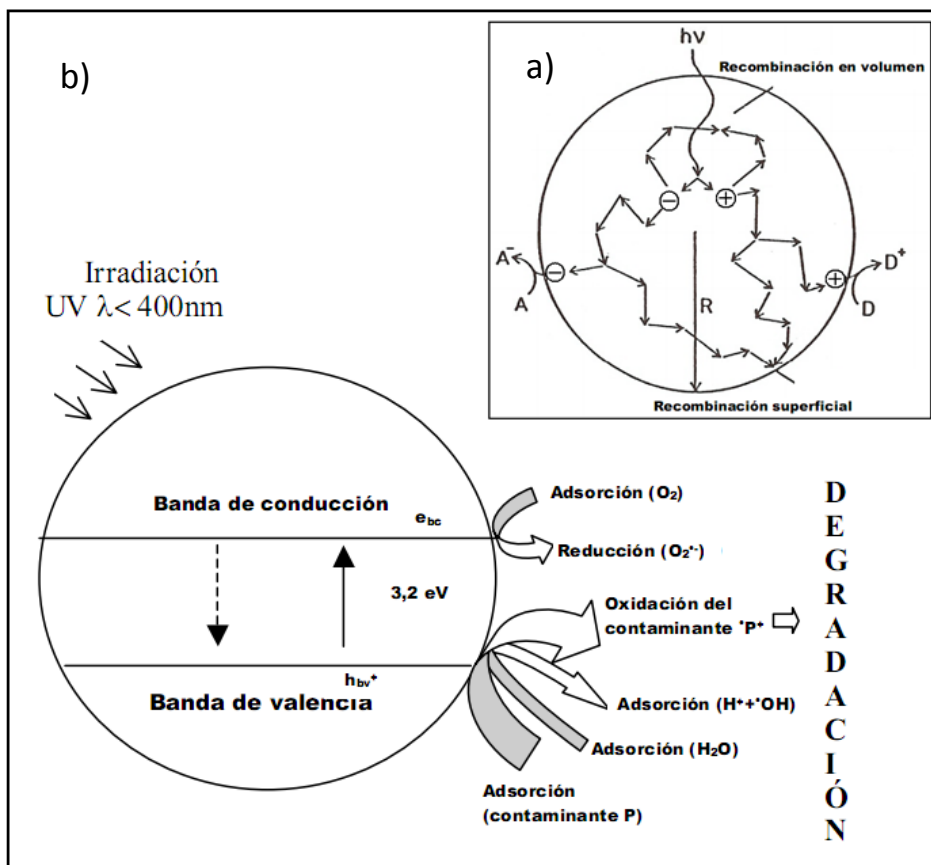 b)
a)
hν
Recombinación en volumen
A⁻
A
R
D⁺
D
Recombinación superficial
Irradiación
UV λ< 400nm
Banda de conducción
e_bc
3,2 eV
h_bv⁺
Banda de valencia
Adsorción (O₂)
Reducción (O₂•-)
Oxidación del
contaminante •P⁺
Adsorción (H⁺+•OH)
Adsorción (H₂O)
Adsorción
(contaminante P)
D
E
G
R
A
D
A
C
I
Ó
N